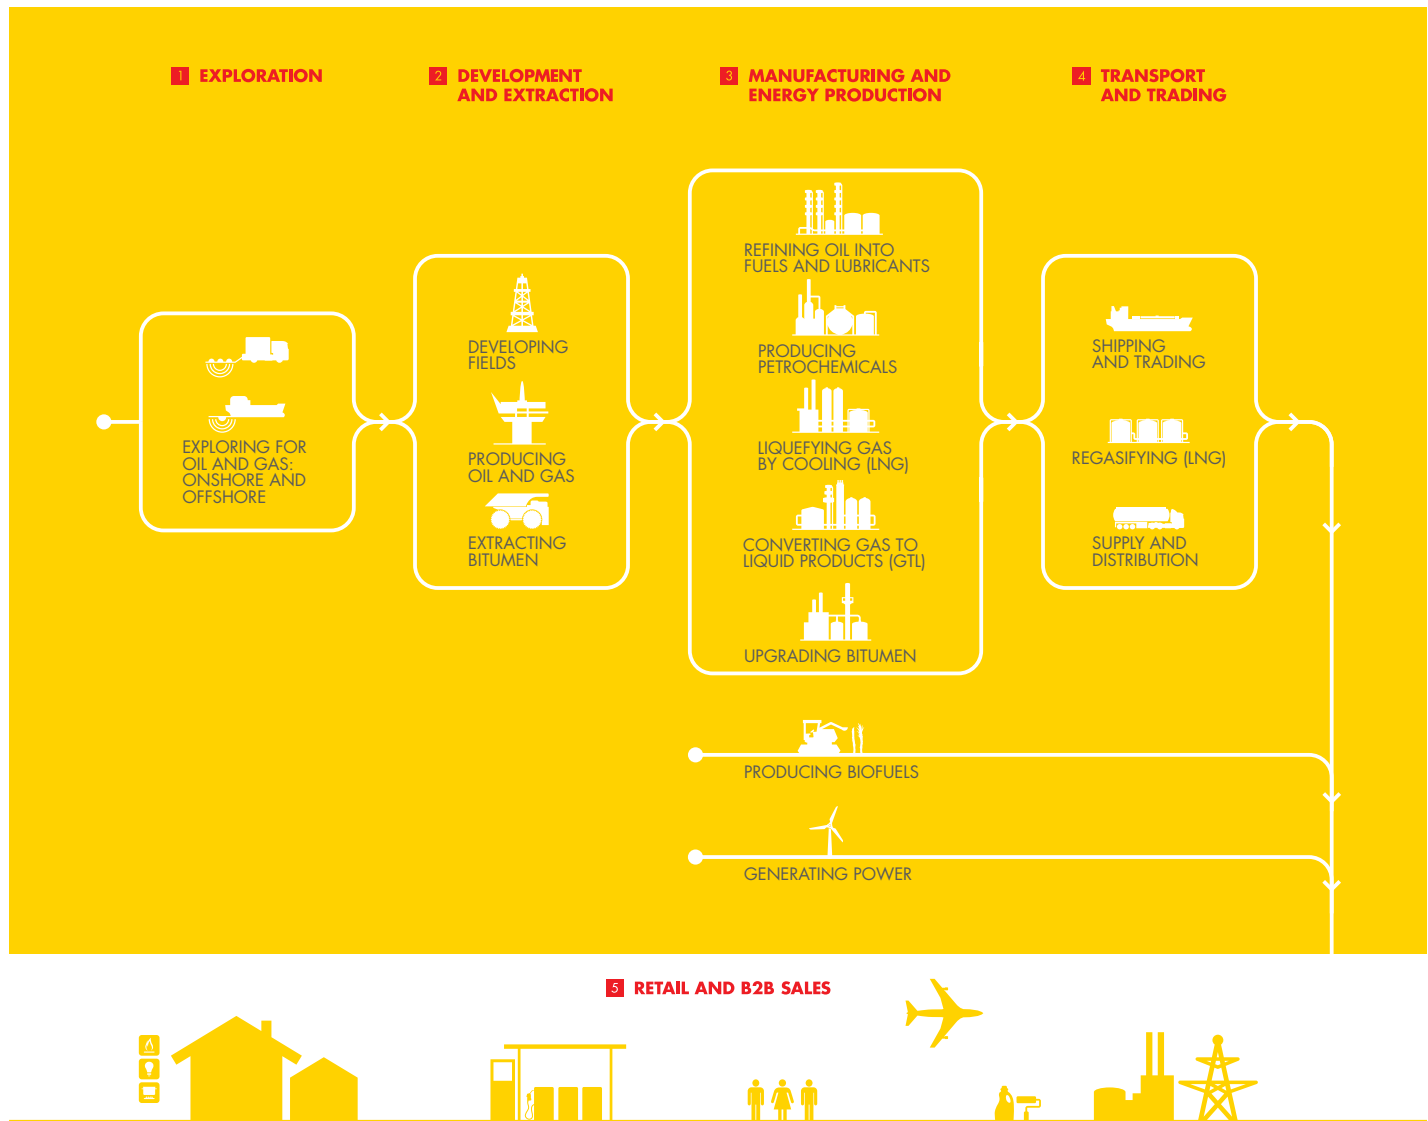 1 EXPLORATION
2 DEVELOPMENT
AND EXTRACTION
3 MANUFACTURING AND
ENERGY PRODUCTION
4 TRANSPORT
AND TRADING
EXPLORING FOR
OIL AND GAS:
ONSHORE AND
OFFSHORE
DEVELOPING
FIELDS
PRODUCING
OIL AND GAS
EXTRACTING
BITUMEN
REFINING OIL INTO
FUELS AND LUBRICANTS
PRODUCING
PETROCHEMICALS
LIQUEFYING GAS
BY COOLING (LNG)
CONVERTING GAS TO
LIQUID PRODUCTS (GTL)
UPGRADING BITUMEN
SHIPPING
AND TRADING
REGASIFYING (LNG)
SUPPLY AND
DISTRIBUTION
PRODUCING BIOFUELS
GENERATING POWER
5 RETAIL AND B2B SALES